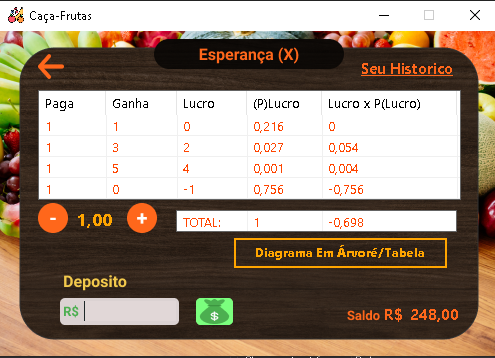 Caça-Frutas
Esperança (X)
Seu Historico
Paga Ganha Lucro (P)Lucro Lucro x P(Lucro)
1 1 0 0,216 0
1 3 2 0,027 0,054
1 5 4 0,001 0,004
1 0 -1 0,756 -0,756
- 1,00 +
TOTAL: 1 -0,698
Diagrama Em Árvoré/Tabela
Deposito
R$
Saldo R$ 248,00